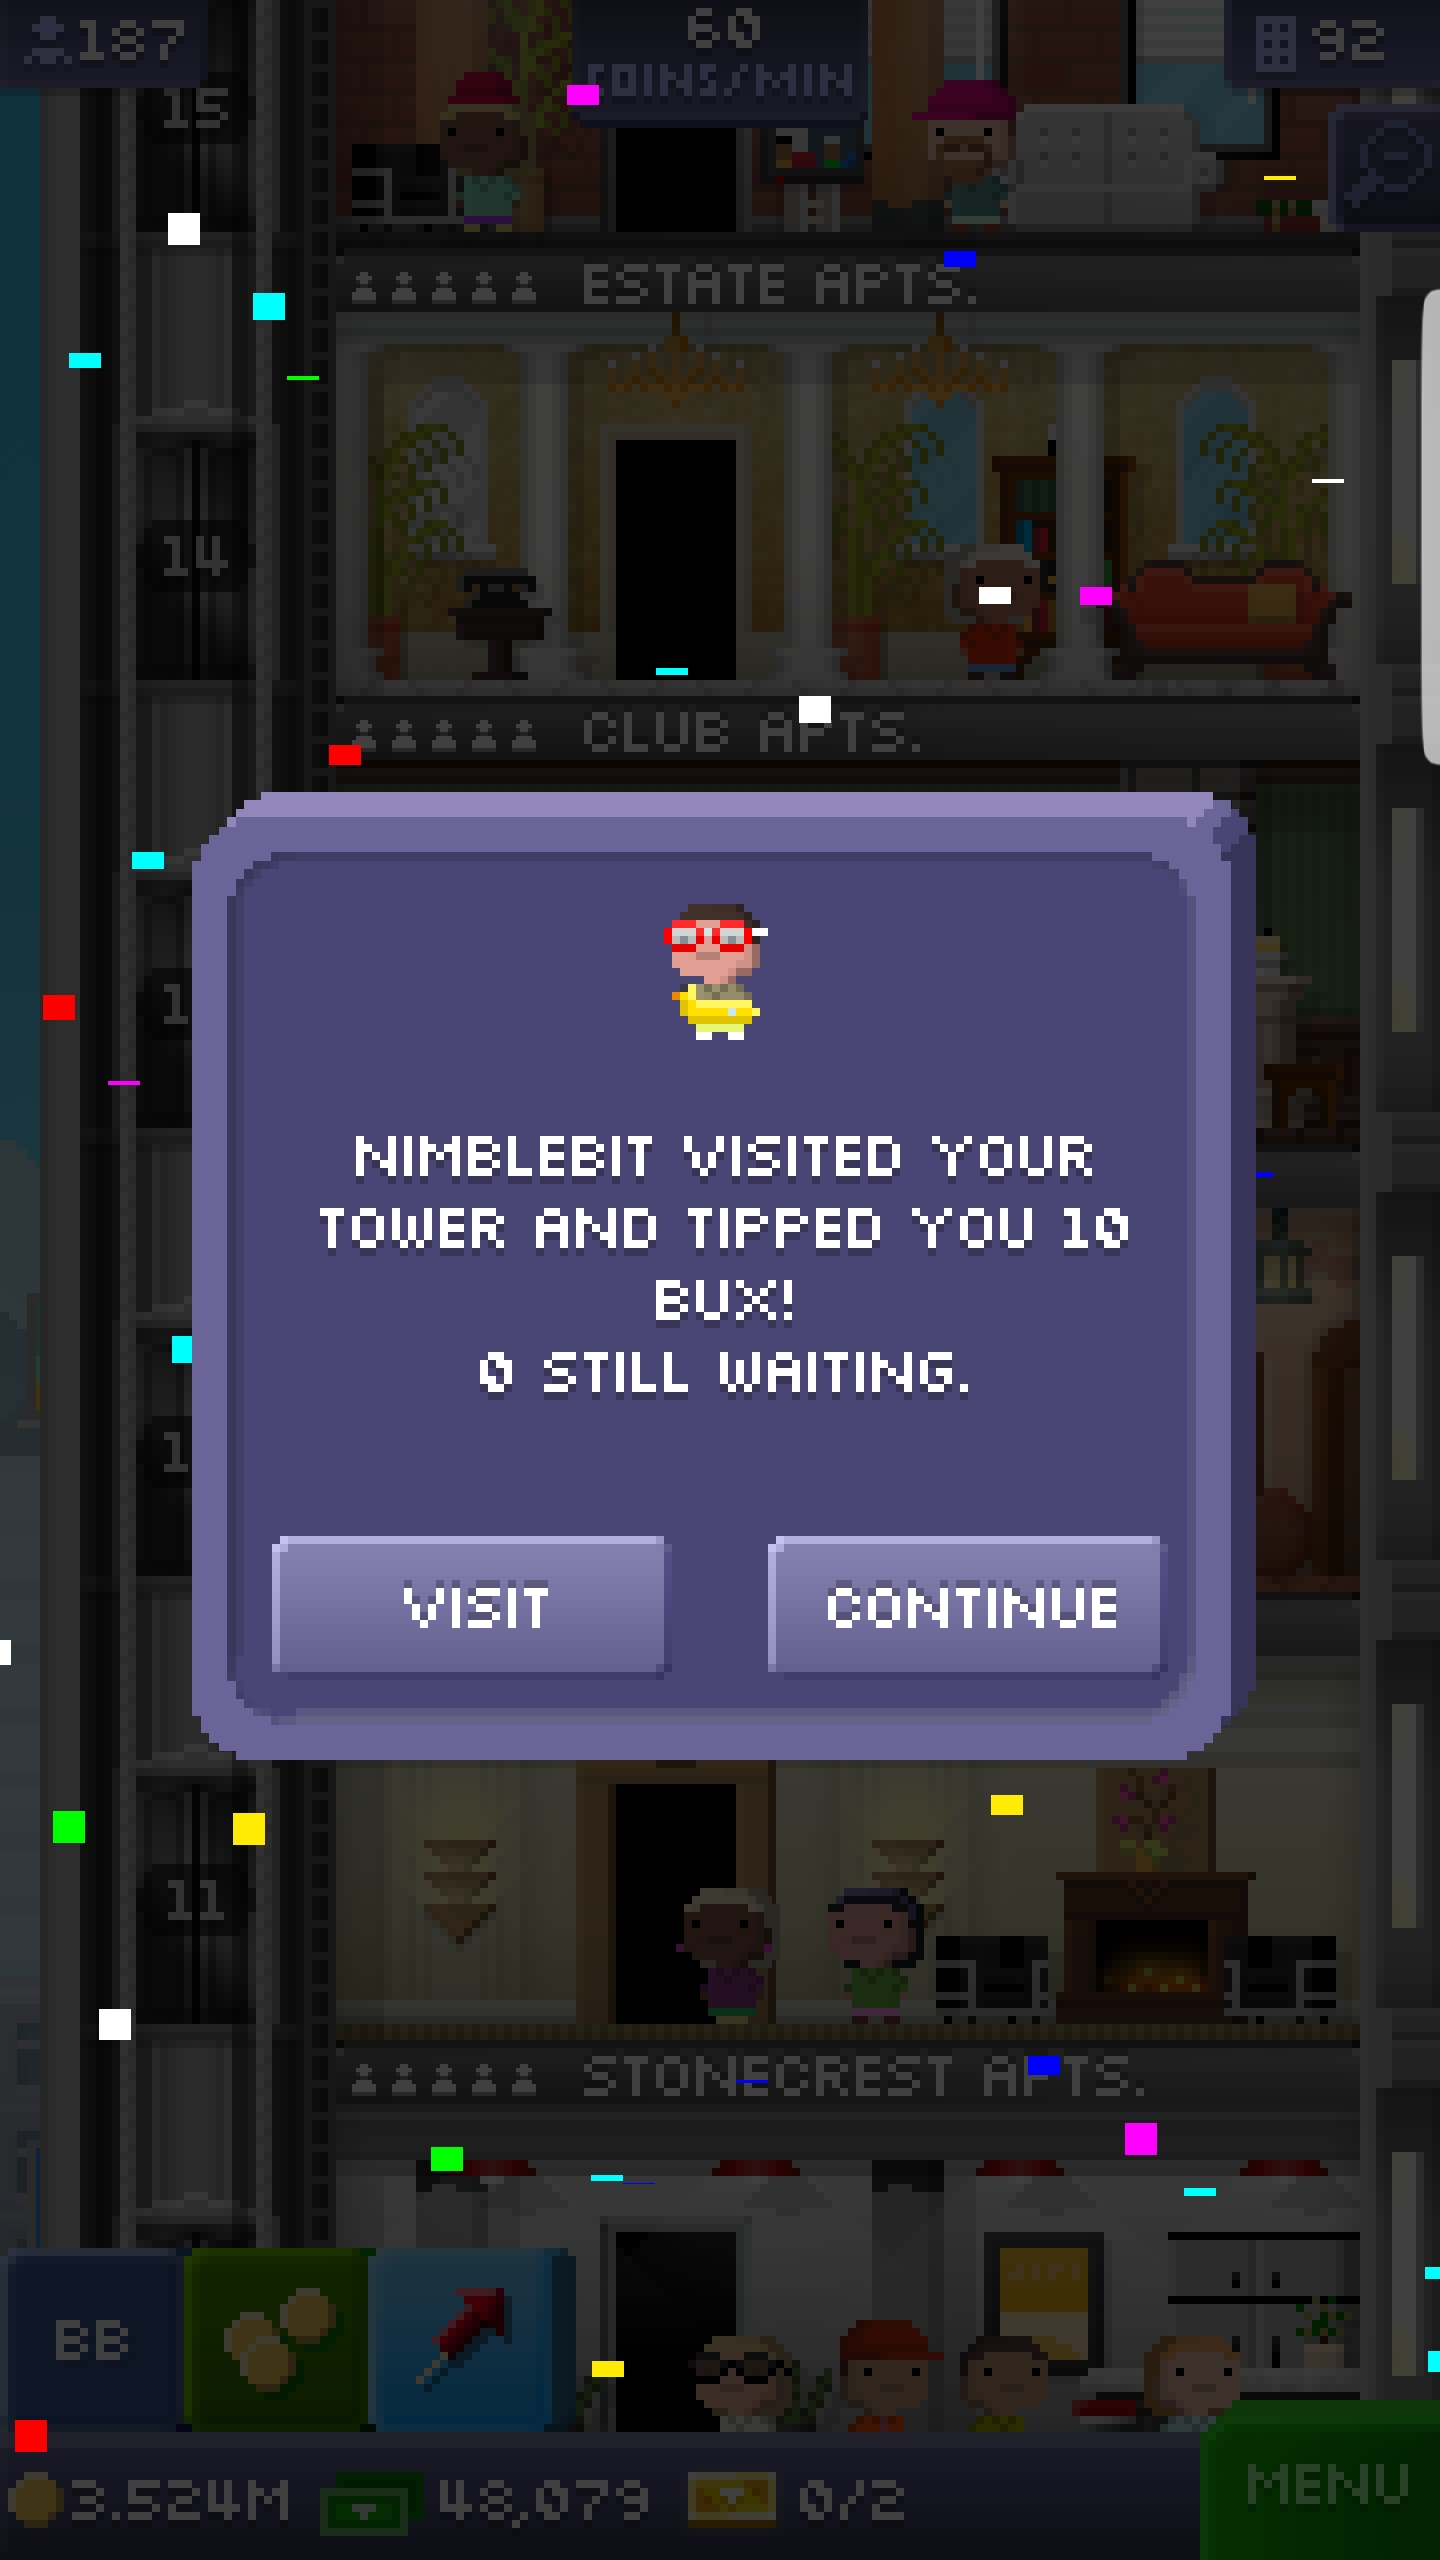 187
60
COINS/MIN
92
15
ESTATE APTS.
14
CLUB APTS.
NIMBLEBIT VISITED YOUR
TOWER AND TIPPED YOU 10
BUX!
0 STILL WAITING.
VISIT
CONTINUE
11
STONECREST APTS.
BB
3.524M
48,079
0/2
MENU